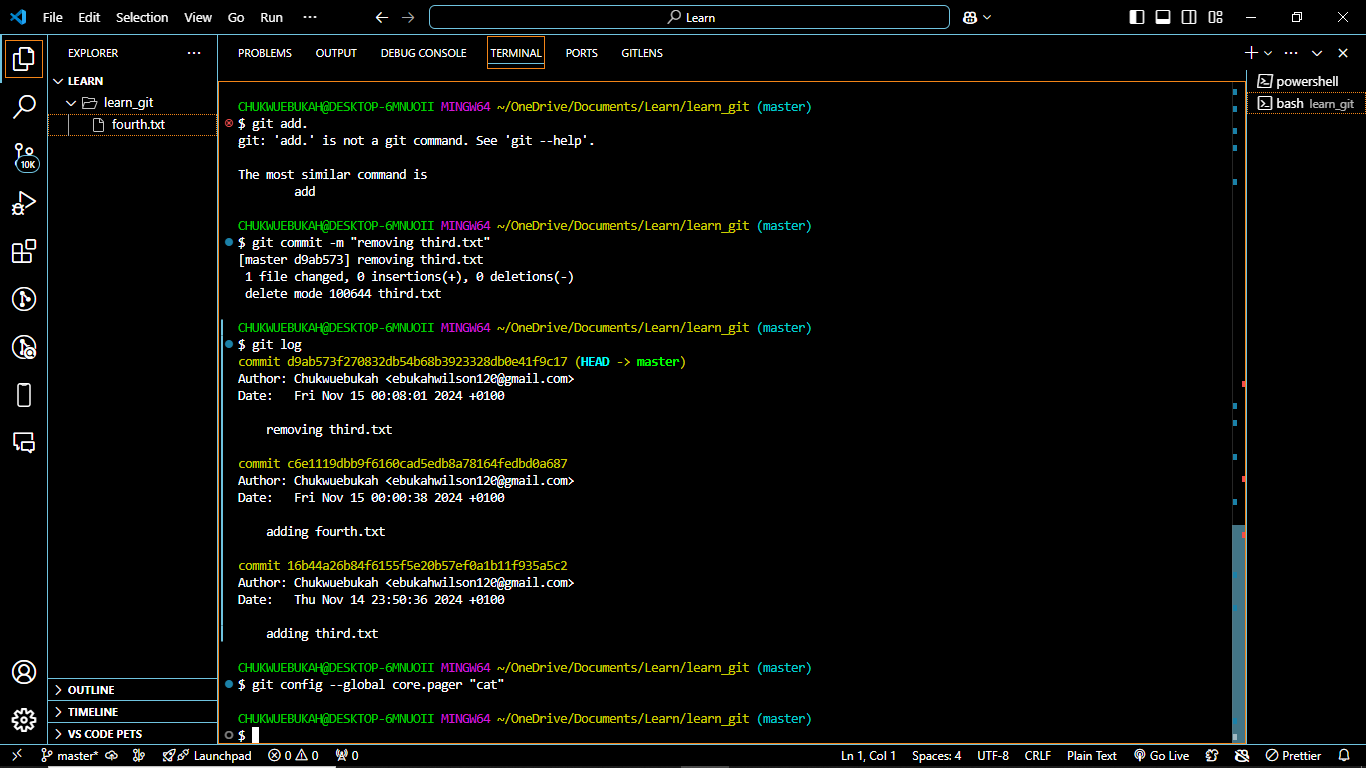 File Edit Selection View Go Run ···
Learn
EXPLORER ···
LEARN
learn_git
fourth.txt
10K
OUTLINE
TIMELINE
VS CODE PETS
PROBLEMS OUTPUT DEBUG CONSOLE TERMINAL PORTS GITLENS
powershell
bash learn_git
CHUKWUEBUKAH@DESKTOP-6MNUOII MINGW64 ~/OneDrive/Documents/Learn/learn_git (master)
$ git add.
git: 'add.' is not a git command. See 'git --help'.
The most similar command is
add
CHUKWUEBUKAH@DESKTOP-6MNUOII MINGW64 ~/OneDrive/Documents/Learn/learn_git (master)
$ git commit -m "removing third.txt"
[master d9ab573] removing third.txt
1 file changed, 0 insertions(+), 0 deletions(-)
delete mode 100644 third.txt
CHUKWUEBUKAH@DESKTOP-6MNUOII MINGW64 ~/OneDrive/Documents/Learn/learn_git (master)
$ git log
commit d9ab573f270832db54b68b3923328db0e41f9c17 (HEAD -> master)
Author: Chukwuebukah <ebukahwilson120@gmail.com>
Date:   Fri Nov 15 00:08:01 2024 +0100
removing third.txt
commit c6e1119dbb9f6160cad5edb8a78164fedbd0a687
Author: Chukwuebukah <ebukahwilson120@gmail.com>
Date:   Fri Nov 15 00:00:38 2024 +0100
adding fourth.txt
commit 16b44a26b84f6155f5e20b57ef0a1b11f935a5c2
Author: Chukwuebukah <ebukahwilson120@gmail.com>
Date:   Thu Nov 14 23:50:36 2024 +0100
adding third.txt
CHUKWUEBUKAH@DESKTOP-6MNUOII MINGW64 ~/OneDrive/Documents/Learn/learn_git (master)
$ git config --global core.pager "cat"
CHUKWUEBUKAH@DESKTOP-6MNUOII MINGW64 ~/OneDrive/Documents/Learn/learn_git (master)
$
master* Launchpad 0 0 0 Ln 1, Col 1 Spaces: 4 UTF-8 CRLF Plain Text Go Live Prettier